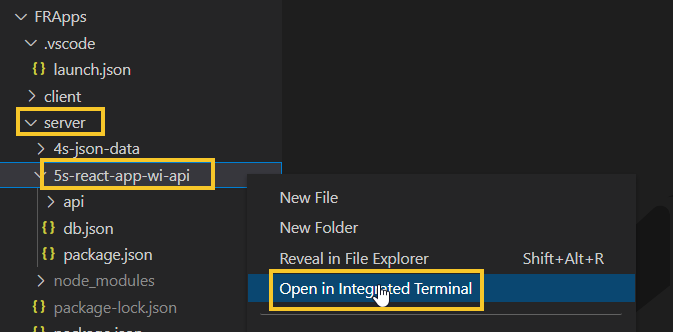 FRApps
.vscode
{} launch.json
client
server
4s-json-data
5s-react-app-wi-api
api
{} db.json
{} package.json
node_modules
{} package-lock.json
{} package.json
New File
New Folder
Reveal in File Explorer Shift+Alt+R
Open in Integrated Terminal